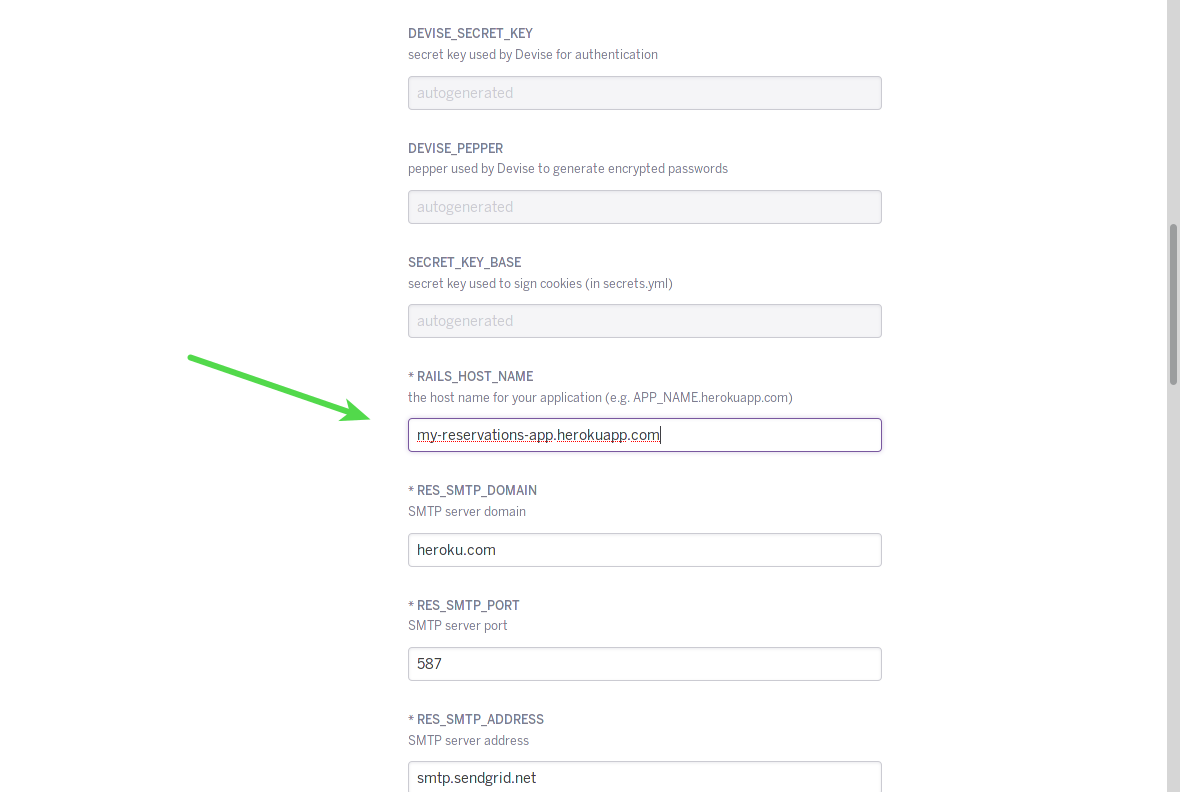 DEVISE_SECRET_KEY
secret key used by Devise for authentication
autogenerated
DEVISE_PEPPER
pepper used by Devise to generate encrypted passwords
autogenerated
SECRET_KEY_BASE
secret key used to sign cookies (in secrets.yml)
autogenerated
* RAILS_HOST_NAME
the host name for your application (e.g. APP_NAME.herokuapp.com)
my-reservations-app.herokuapp.com
* RES_SMTP_DOMAIN
SMTP server domain
heroku.com
* RES_SMTP_PORT
SMTP server port
587
* RES_SMTP_ADDRESS
SMTP server address
smtp.sendgrid.net